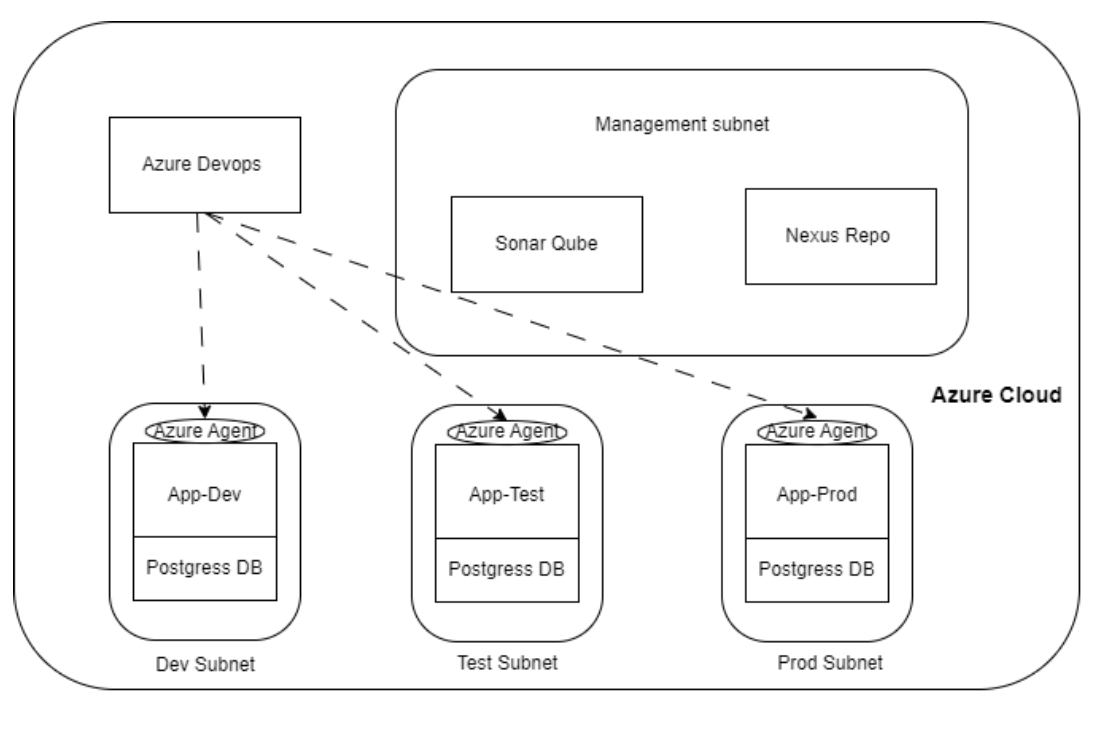 Management subnet
Azure Devops
Sonar Qube
Nexus Repo
Azure Cloud
Azure Agent
Azure Agent
Azure Agent
App-Dev
App-Test
App-Prod
Postgress DB
Postgress DB
Postgress DB
Dev Subnet
Test Subnet
Prod Subnet